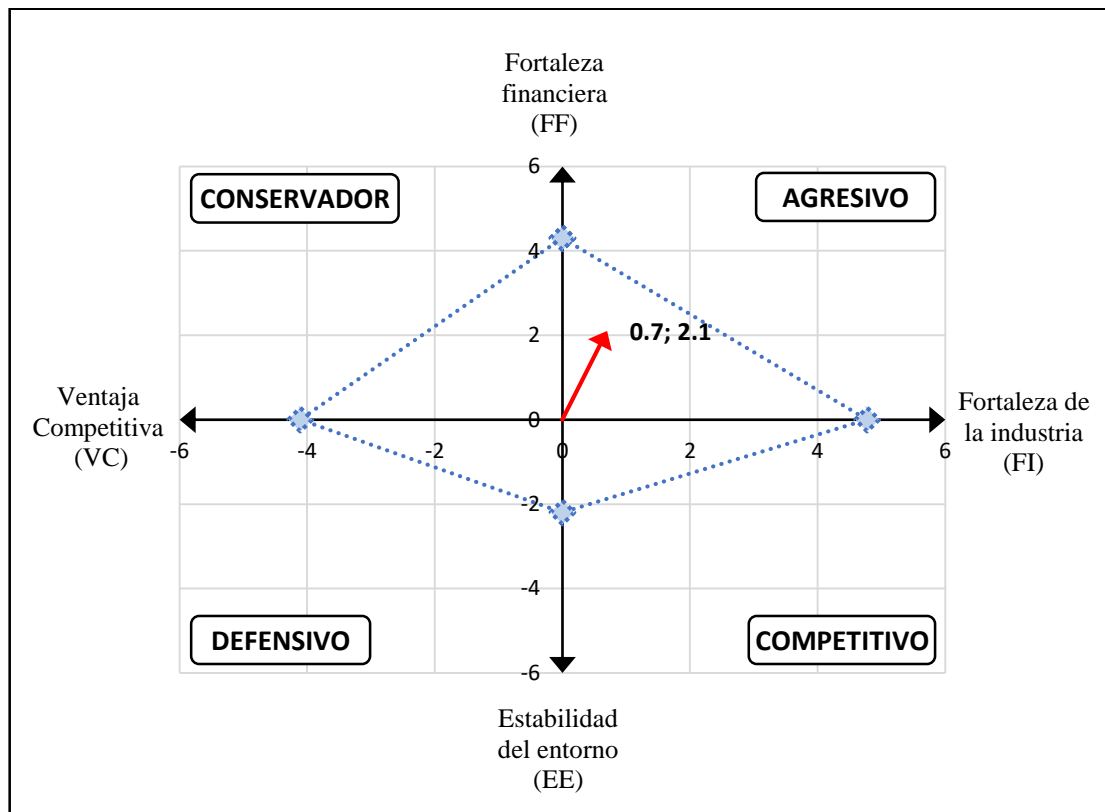 Fortaleza
financiera
(FF)
6
CONSERVADOR
AGRESIVO
4
2
0.7; 2.1
Ventaja
Competitiva
(VC)
0
Fortaleza de
la industria
(FI)
-6 -4 -2 0 2 4 6
-2
-4
DEFENSIVO
COMPETITIVO
-6
Estabilidad
del entorno
(EE)